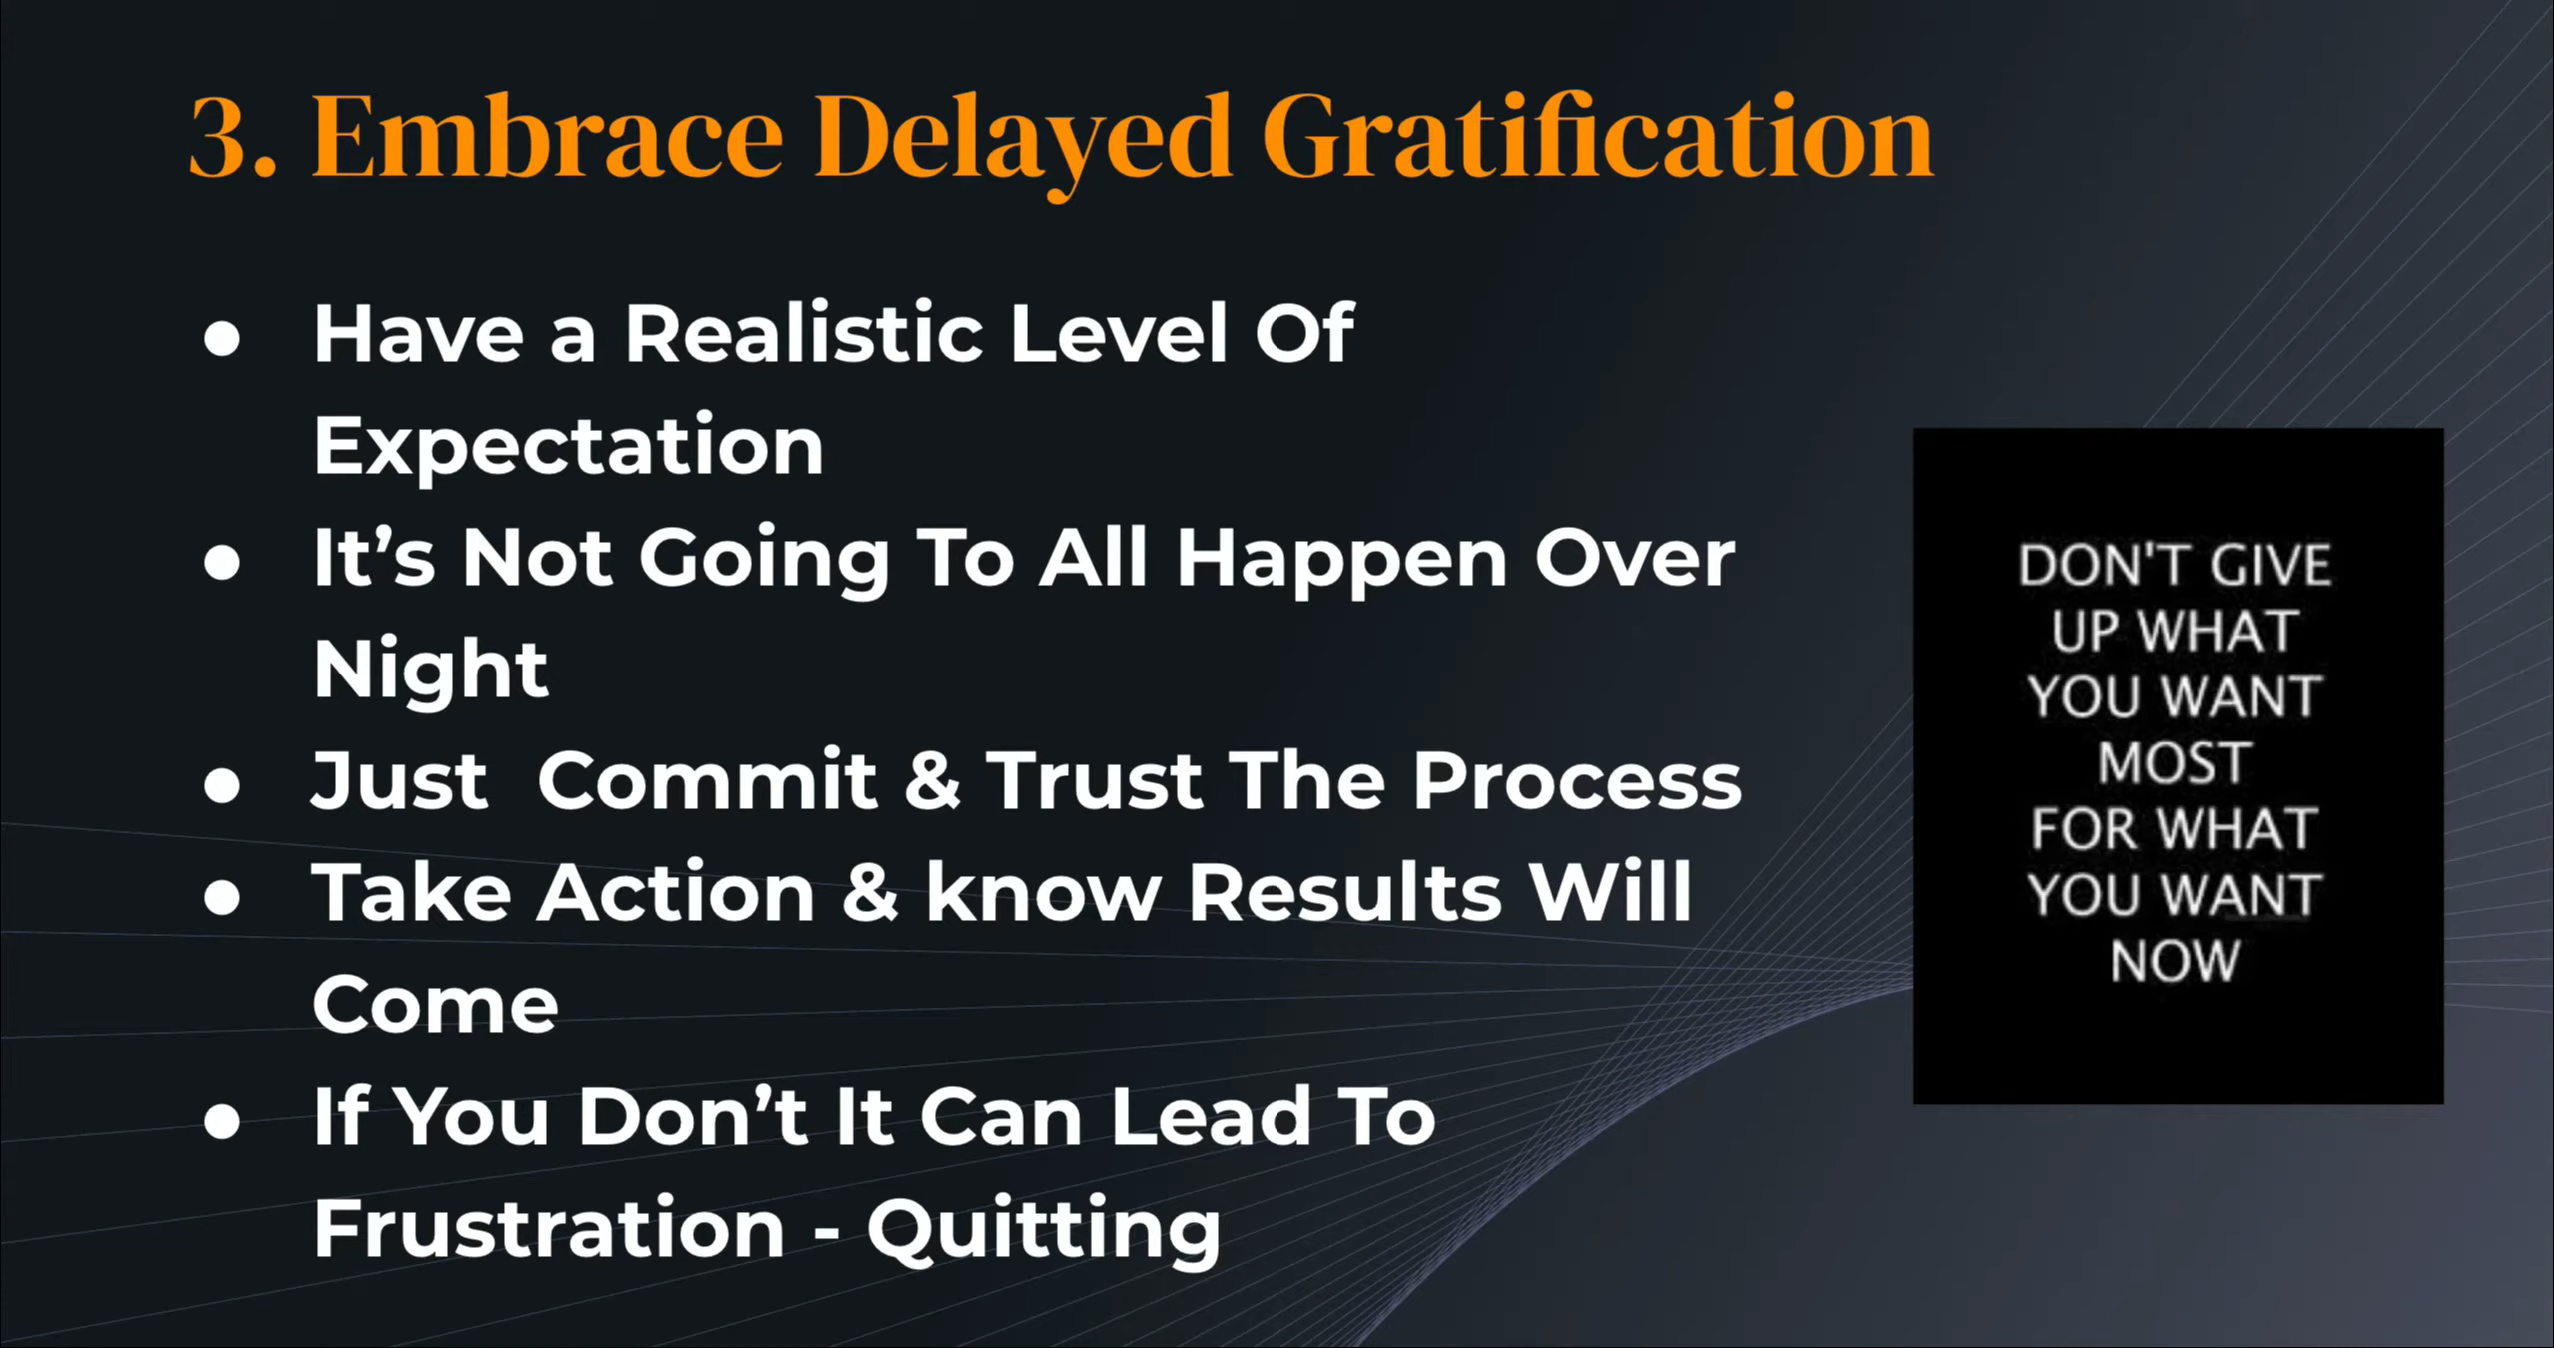 3. Embrace Delayed Gratification
● Have a Realistic Level Of
Expectation
● It’s Not Going To All Happen Over
Night
● Just  Commit & Trust The Process
● Take Action & know Results Will
Come
● If You Don’t It Can Lead To
Frustration - Quitting
DON'T GIVE
UP WHAT
YOU WANT
MOST
FOR WHAT
YOU WANT
NOW